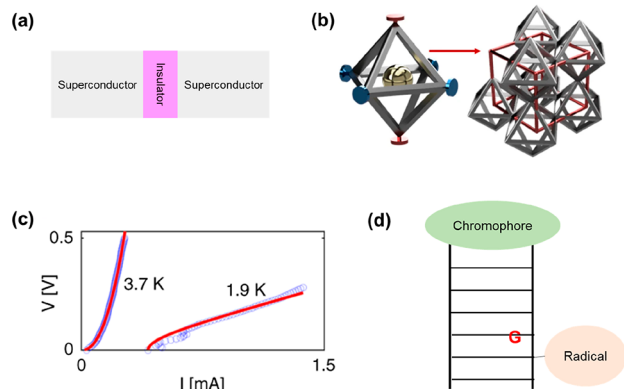 (a)
Superconductor
Insulator
Superconductor
(b)
(c)
V [V]
0.5
0
3.7 K
1.9 K
0
1.5
I [mA]
(d)
Chromophore
G
Radical